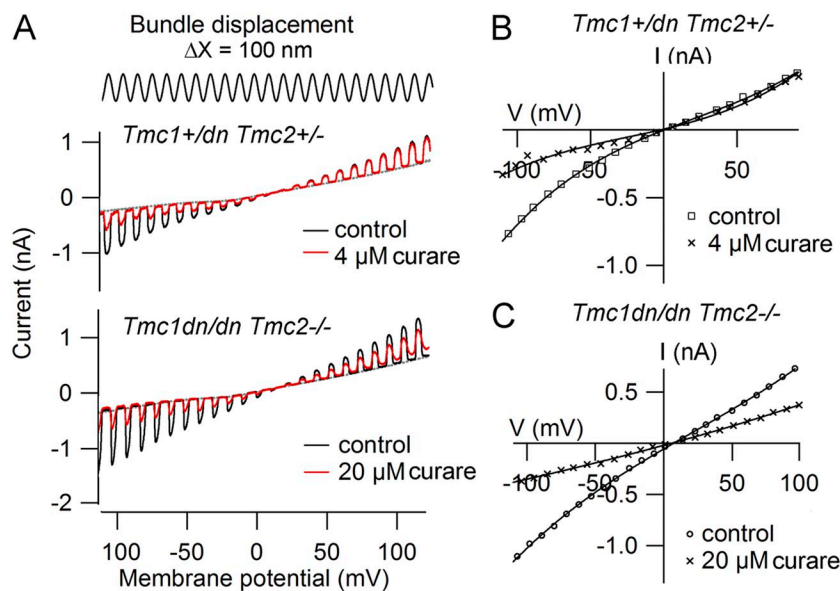 A
Bundle displacement
ΔX = 100 nm
Tmc1+/dn Tmc2+/-
1
0
-1
control
4 µM curare
Current (nA)
Tmc1dn/dn Tmc2-/-
1
0
-1
-2
control
20 µM curare
100 -50 0 50 100
Membrane potential (mV)
B
Tmc1+/dn Tmc2+/-
I (nA)
V (mV)
-100 -50 50
-0.5
-1.0
control
4 µM curare
C
Tmc1dn/dn Tmc2-/-
I (nA)
0.5
V (mV)
-100 -50 50 100
-0.5
-1.0
control
20 µM curare